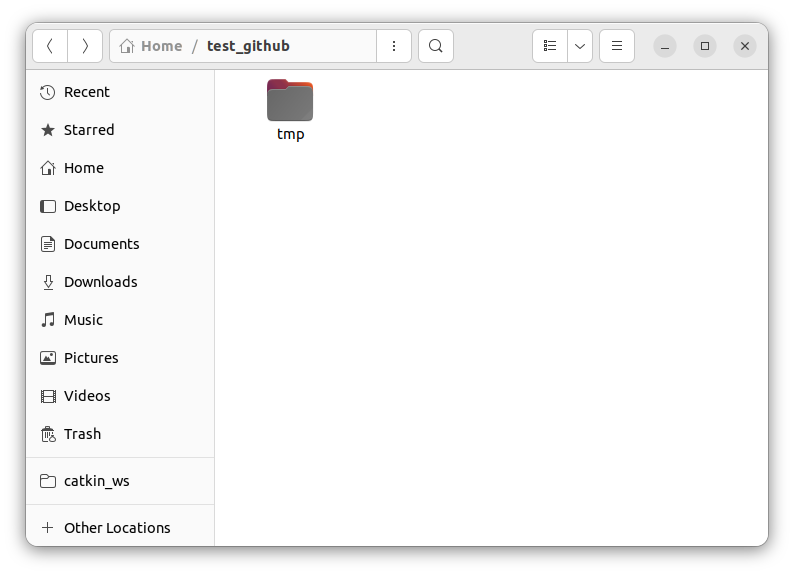 Home / test_github
tmp
Recent
Starred
Home
Desktop
Documents
Downloads
Music
Pictures
Videos
Trash
catkin_ws
Other Locations